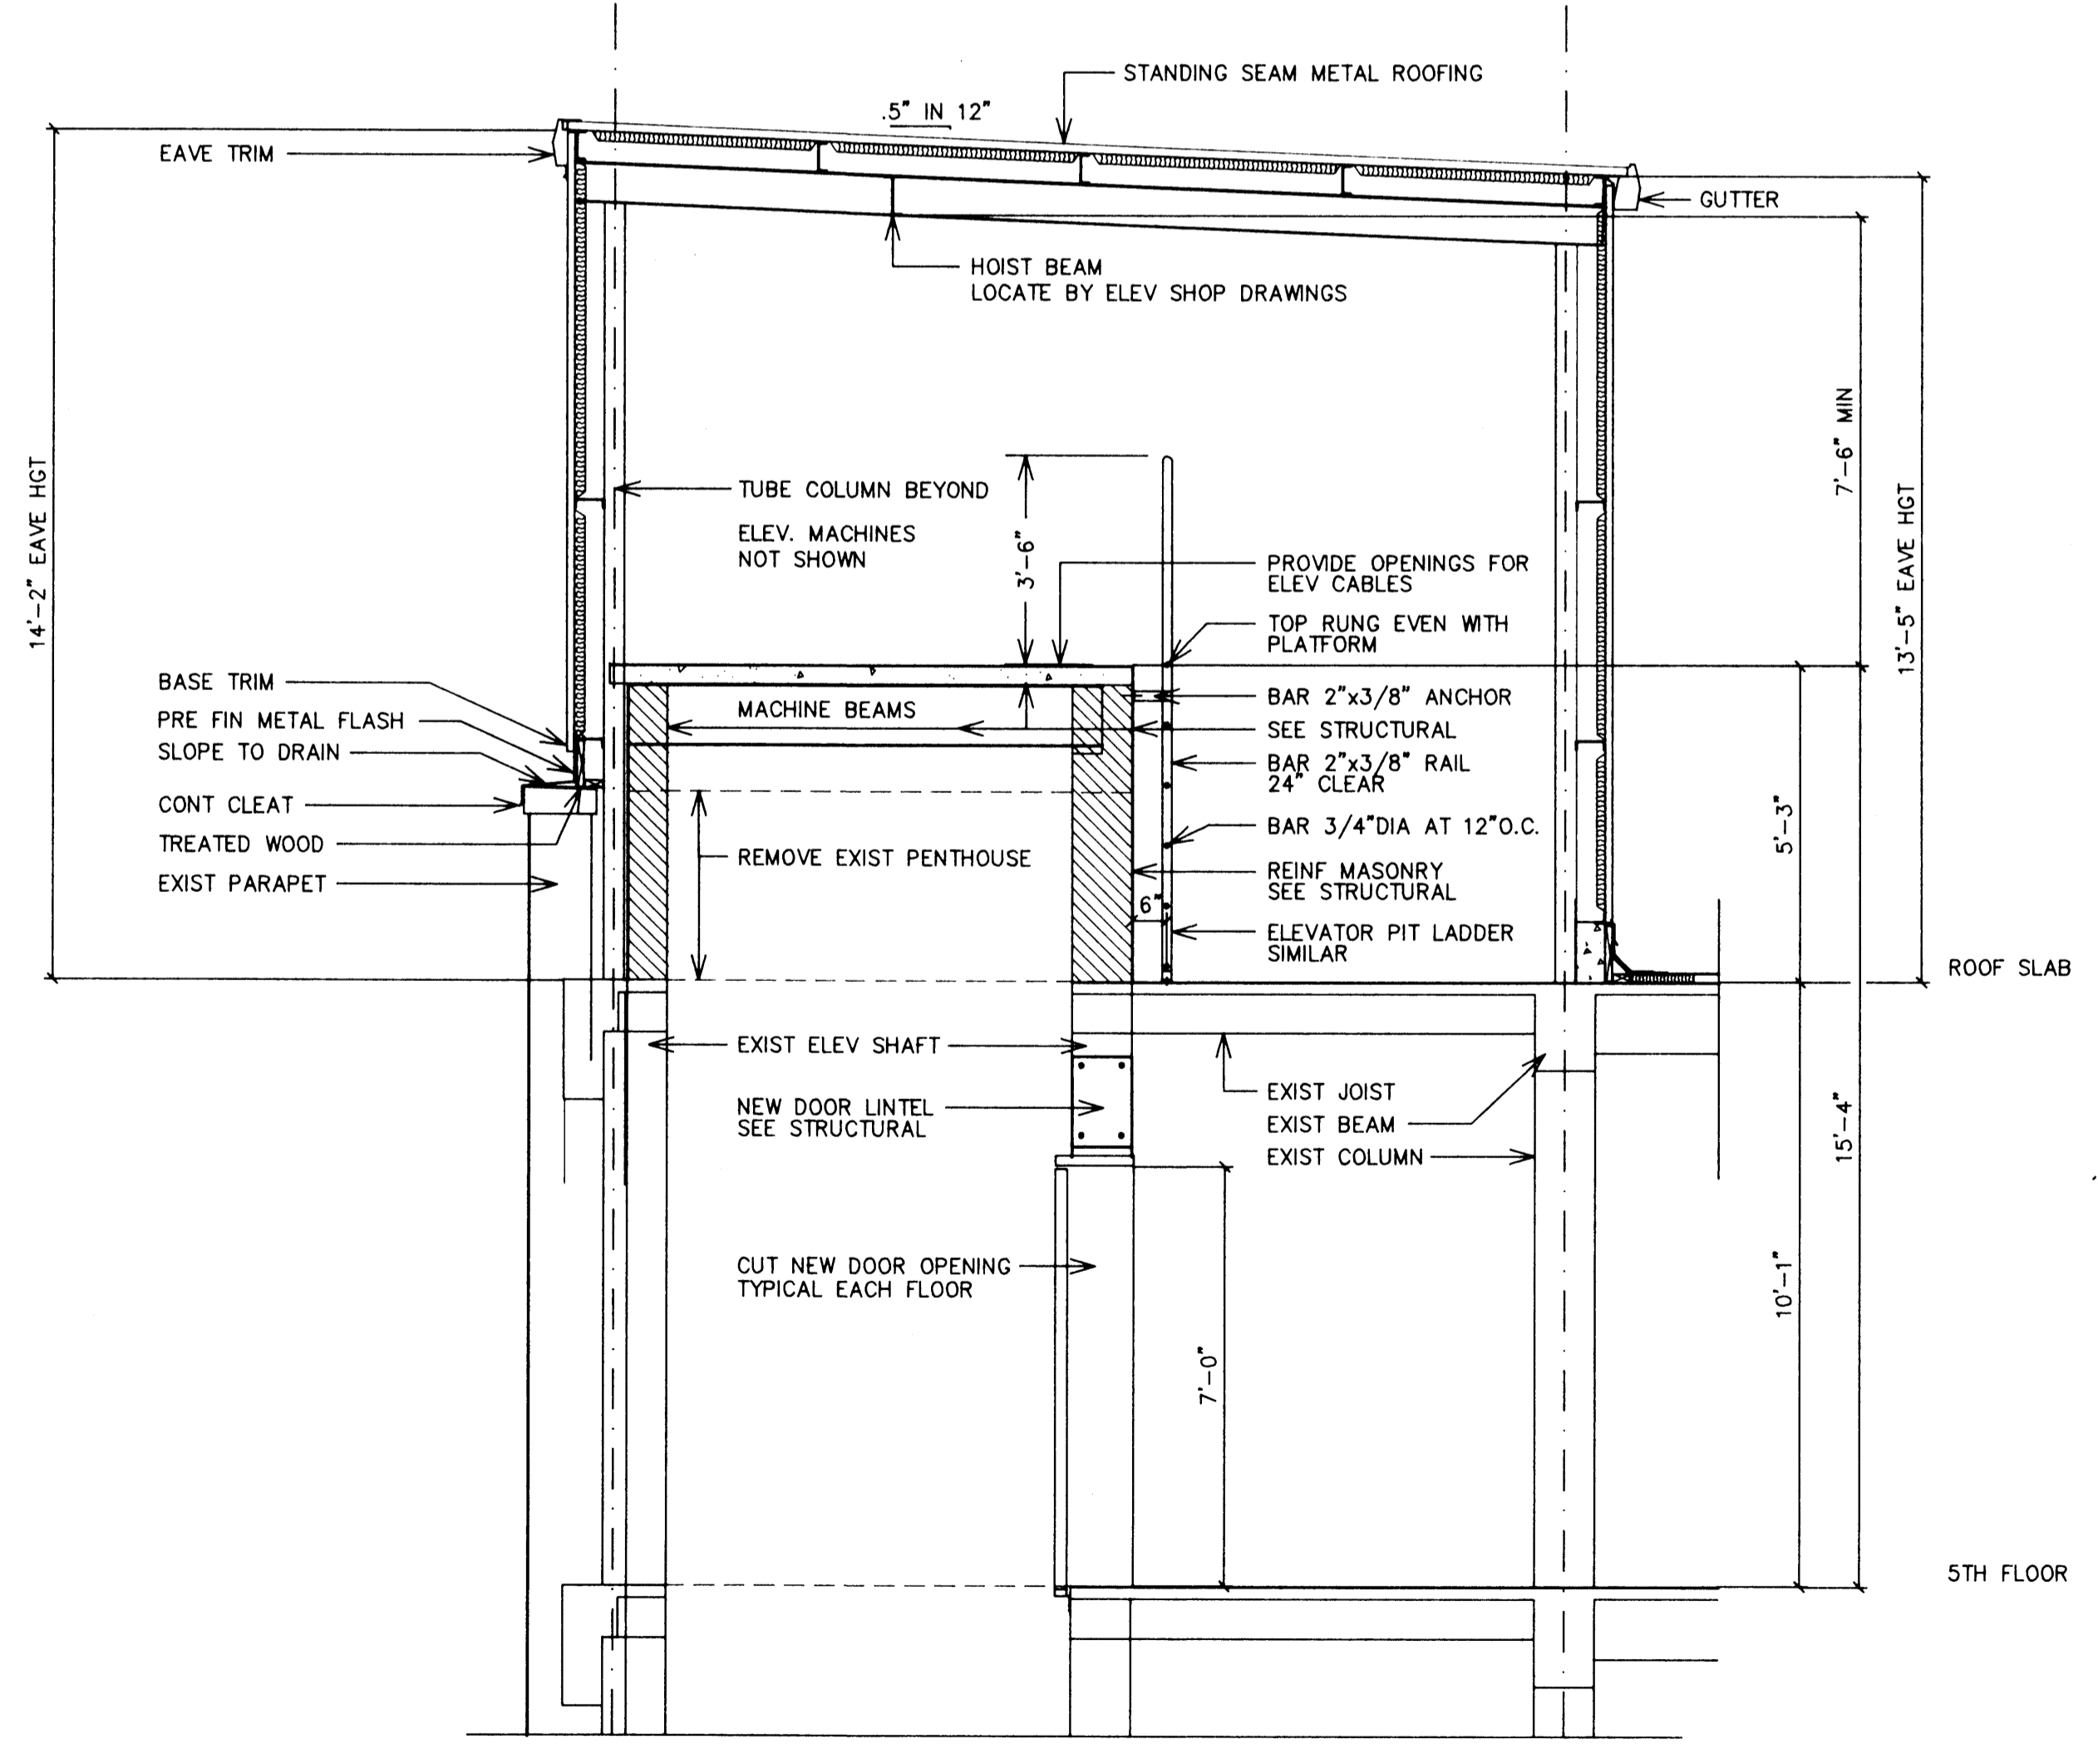 STANDING SEAM METAL ROOFING
.5" IN 12"
EAVE TRIM
GUTTER
HOIST BEAM
LOCATE BY ELEV SHOP DRAWINGS
14'-2" EAVE HGT
7'-6" MIN
13'-5" EAVE HGT
TUBE COLUMN BEYOND
ELEV. MACHINES
NOT SHOWN
3'-6"
PROVIDE OPENINGS FOR
ELEV CABLES
TOP RUNG EVEN WITH
PLATFORM
BASE TRIM
PRE FIN METAL FLASH
SLOPE TO DRAIN
CONT CLEAT
TREATED WOOD
EXIST PARAPET
MACHINE BEAMS
BAR 2"x3/8" ANCHOR
SEE STRUCTURAL
BAR 2"x3/8" RAIL
24" CLEAR
BAR 3/4"DIA AT 12"O.C.
REMOVE EXIST PENTHOUSE
REINF MASONRY
SEE STRUCTURAL
6"
ELEVATOR PIT LADDER
SIMILAR
5'-3"
ROOF SLAB
EXIST ELEV SHAFT
NEW DOOR LINTEL
SEE STRUCTURAL
EXIST JOIST
EXIST BEAM
EXIST COLUMN
15'-4"
CUT NEW DOOR OPENING
TYPICAL EACH FLOOR
7'-0"
10'-1"
5TH FLOOR